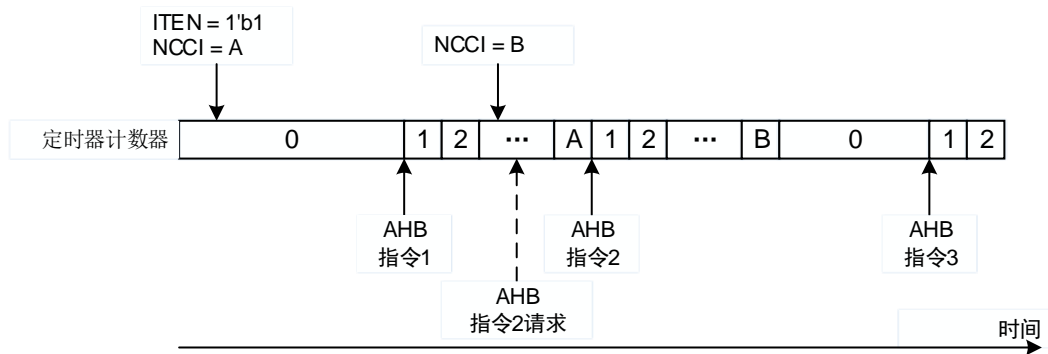 ITEN = 1'b1
NCCI = A
NCCI = B
定时器计数器
0 1 2 ... A 1 2 ... B 0 1 2
AHB
指令1
AHB
指令2
AHB
指令3
AHB
指令2请求
时间